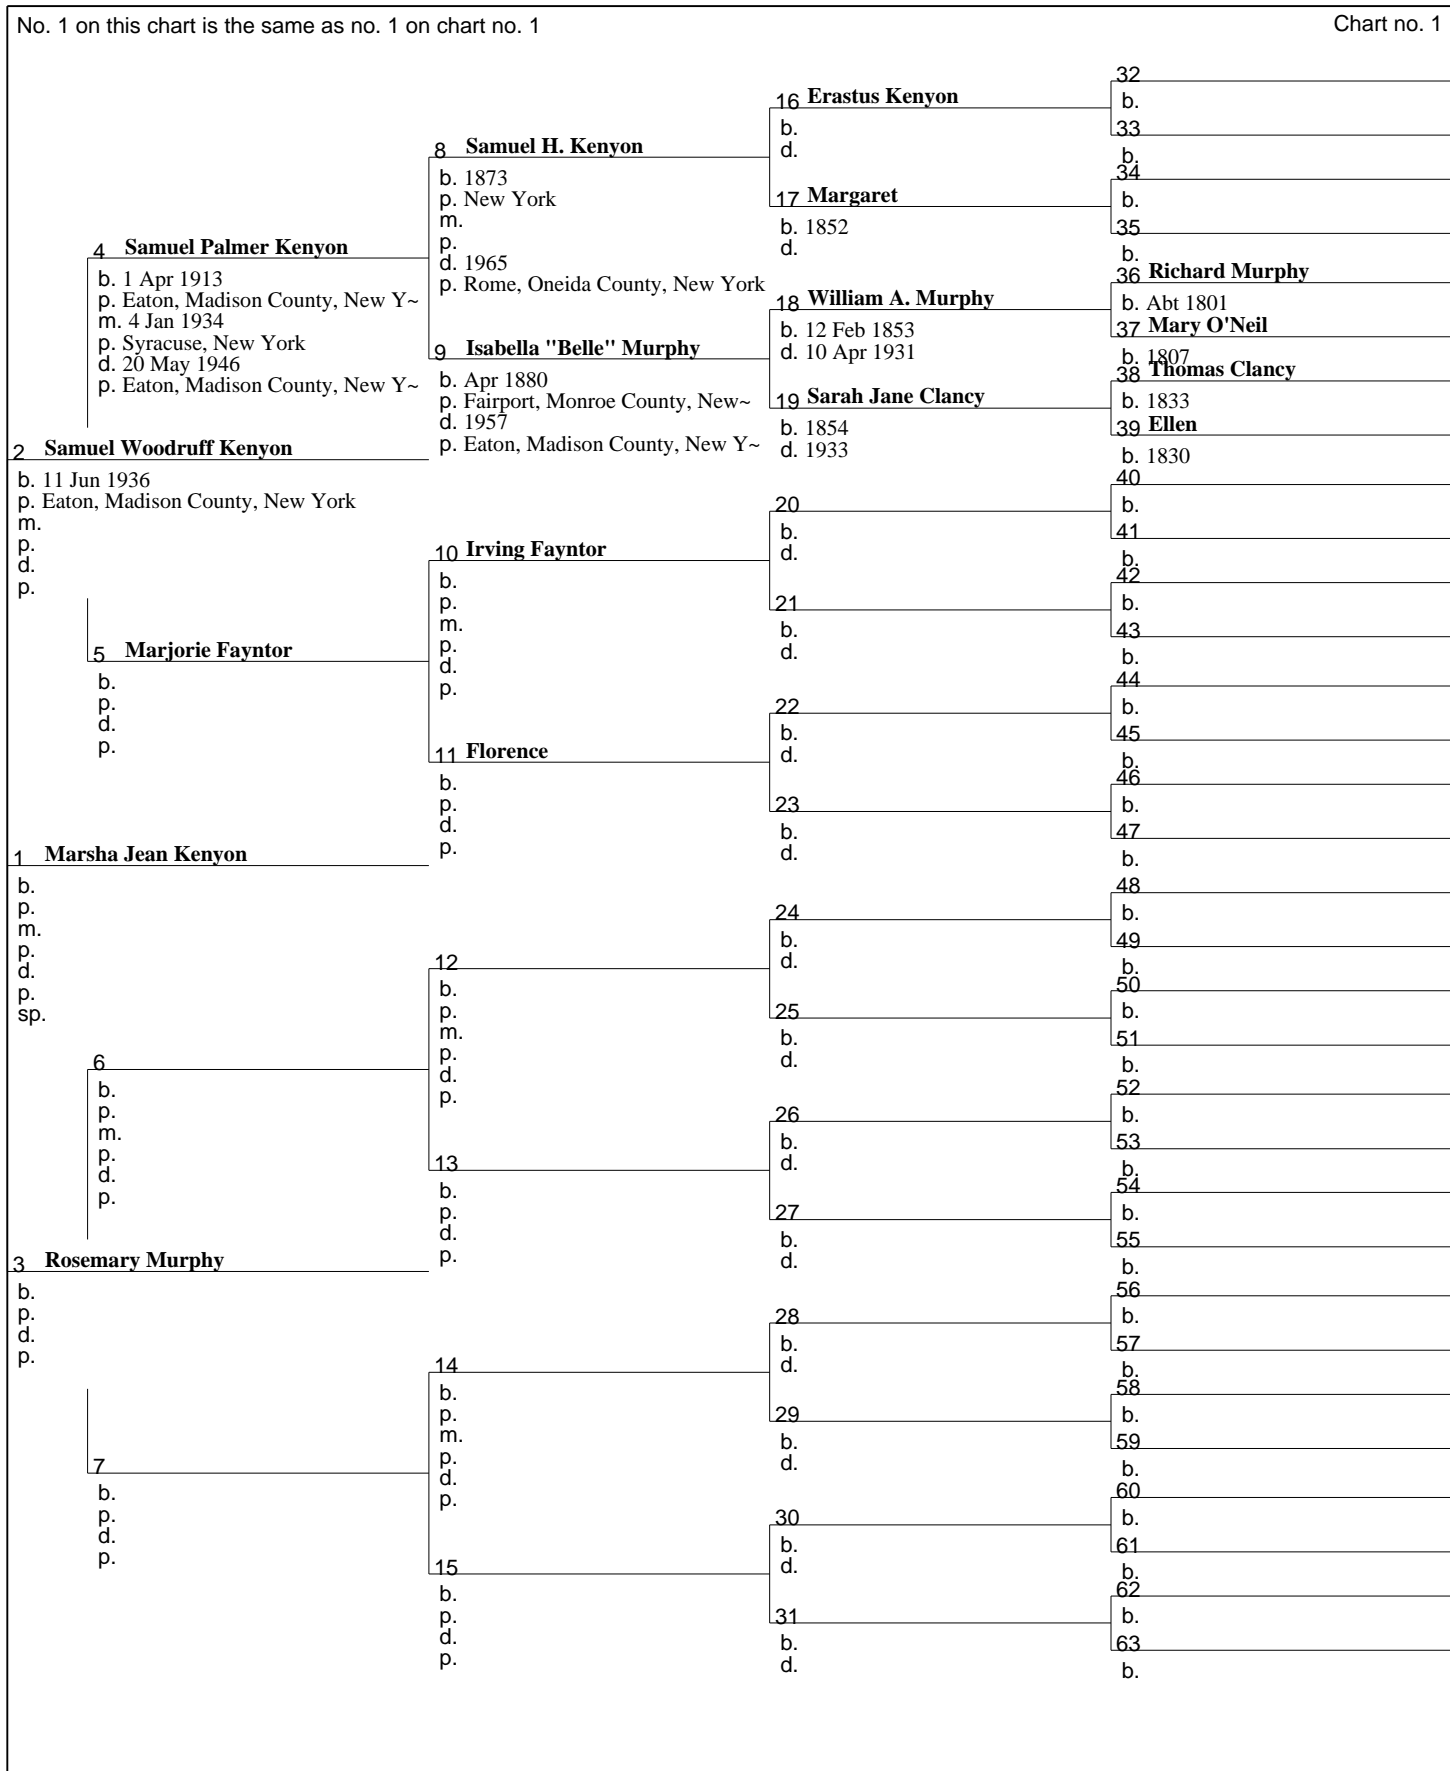 No. 1 on this chart is the same as no. 1 on chart no. 1
Chart no. 1
1 Marsha Jean Kenyon
b.
p.
m.
p.
d.
p.
sp.
2 Samuel Woodruff Kenyon
b. 11 Jun 1936
p. Eaton, Madison County, New York
m.
p.
d.
p.
3 Rosemary Murphy
b.
p.
d.
p.
4 Samuel Palmer Kenyon
b. 1 Apr 1913
p. Eaton, Madison County, New Y~
m. 4 Jan 1934
p. Syracuse, New York
d. 20 May 1946
p. Eaton, Madison County, New Y~
5 Marjorie Fayntor
b.
p.
d.
p.
6
b.
p.
m.
p.
d.
p.
7
b.
p.
d.
p.
8 Samuel H. Kenyon
b. 1873
p. New York
m.
p.
d. 1965
p. Rome, Oneida County, New York
9 Isabella "Belle" Murphy
b. Apr 1880
p. Fairport, Monroe County, New~
d. 1957
p. Eaton, Madison County, New Y~
10 Irving Fayntor
b.
p.
m.
p.
d.
p.
11 Florence
b.
p.
d.
p.
12
b.
p.
m.
p.
d.
p.
13
b.
p.
d.
p.
14
b.
p.
m.
p.
d.
p.
15
b.
p.
d.
p.
16 Erastus Kenyon
b.
d.
17 Margaret
b. 1852
d.
18 William A. Murphy
b. 12 Feb 1853
d. 10 Apr 1931
19 Sarah Jane Clancy
b. 1854
d. 1933
20
b.
d.
21
b.
d.
22
b.
d.
23
b.
d.
24
b.
d.
25
b.
d.
26
b.
d.
27
b.
d.
28
b.
d.
29
b.
d.
30
b.
d.
31
b.
d.
32
b.
33
b.
34
b.
35
b.
36 Richard Murphy
b. Abt 1801
37 Mary O'Neil
b. 1807
38 Thomas Clancy
b. 1833
39 Ellen
b. 1830
40
b.
41
b.
42
b.
43
b.
44
b.
45
b.
46
b.
47
b.
48
b.
49
b.
50
b.
51
b.
52
b.
53
b.
54
b.
55
b.
56
b.
57
b.
58
b.
59
b.
60
b.
61
b.
62
b.
63
b.